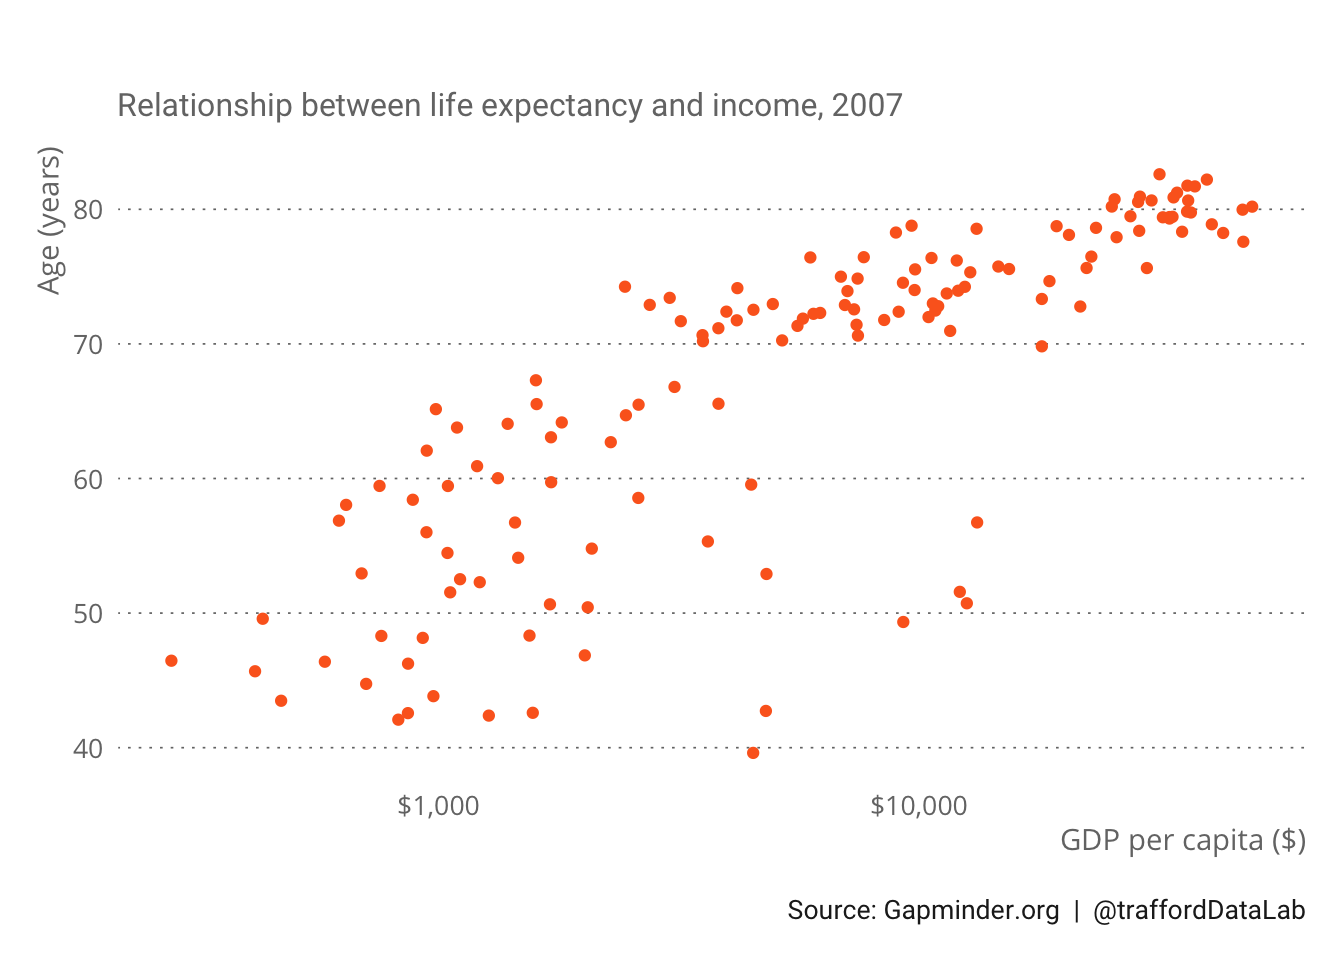 Relationship between life expectancy and income, 2007
Age (years)
80
70
60
50
40
$1,000
$10,000
GDP per capita ($)
Source: Gapminder.org | @traffordDataLab